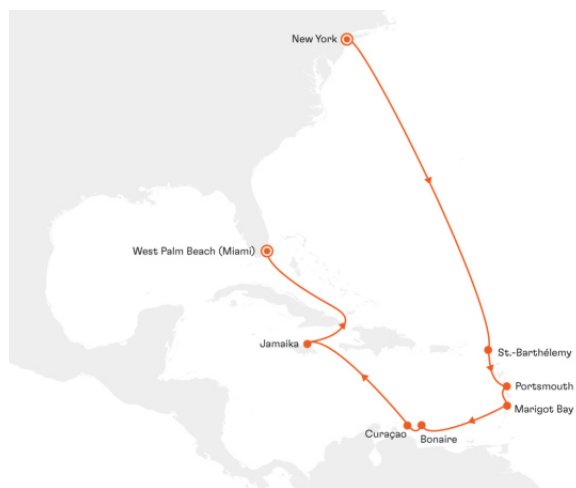 New York
West Palm Beach (Miami)
Jamaika
St.-Barthélemy
Portsmouth
Marigot Bay
Curaçao
Bonaire